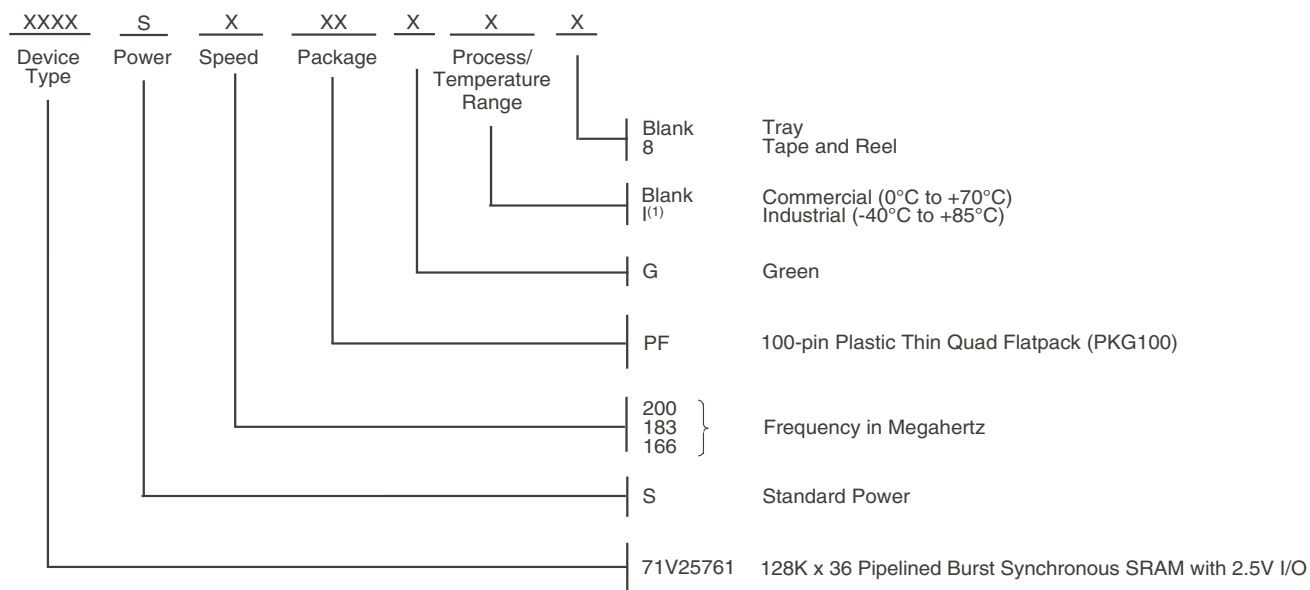 XXXX S X XX X X X
Device Type Power Speed Package Process/ Temperature Range
Blank Tray
8 Tape and Reel
Blank Commercial (0°C to +70°C)
I(1) Industrial (-40°C to +85°C)
G Green
PF 100-pin Plastic Thin Quad Flatpack (PKG100)
200
183 Frequency in Megahertz
166
S Standard Power
71V25761 128K x 36 Pipelined Burst Synchronous SRAM with 2.5V I/O